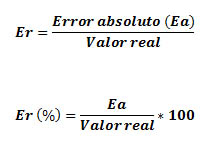 Er = Error absoluto (Ea) / Valor real
Er (%) = Ea / Valor real * 100